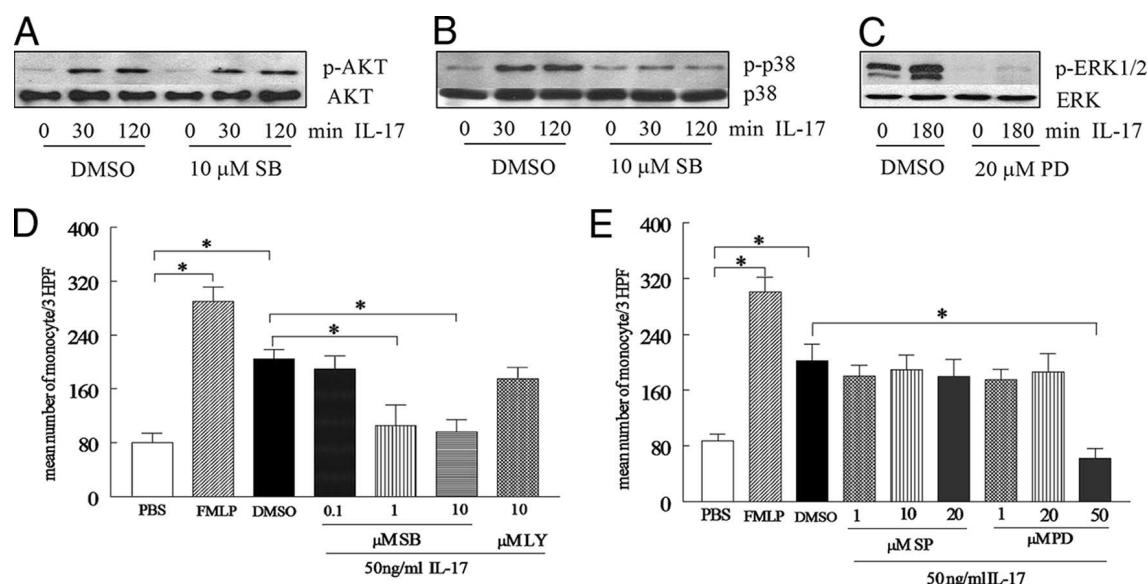 A
p-AKT
AKT
0 30 120 0 30 120 min IL-17
DMSO 10 μM SB
B
p-p38
p38
0 30 120 0 30 120 min IL-17
DMSO 10 μM SB
C
p-ERK1/2
ERK
0 180 0 180 min IL-17
DMSO 20 μM PD
D
mean number of monocyte/3 HPF
400
320
240
160
80
0
* * * *
PBS FMLP DMSO 0.1 1 10 10
μM SB μM LY
50ng/ml IL-17
E
mean number of monocyte/3 HPF
400
320
240
160
80
0
* * *
PBS FMLP DMSO 1 10 20 1 20 50
μM SP μM PD
50ng/ml IL-17